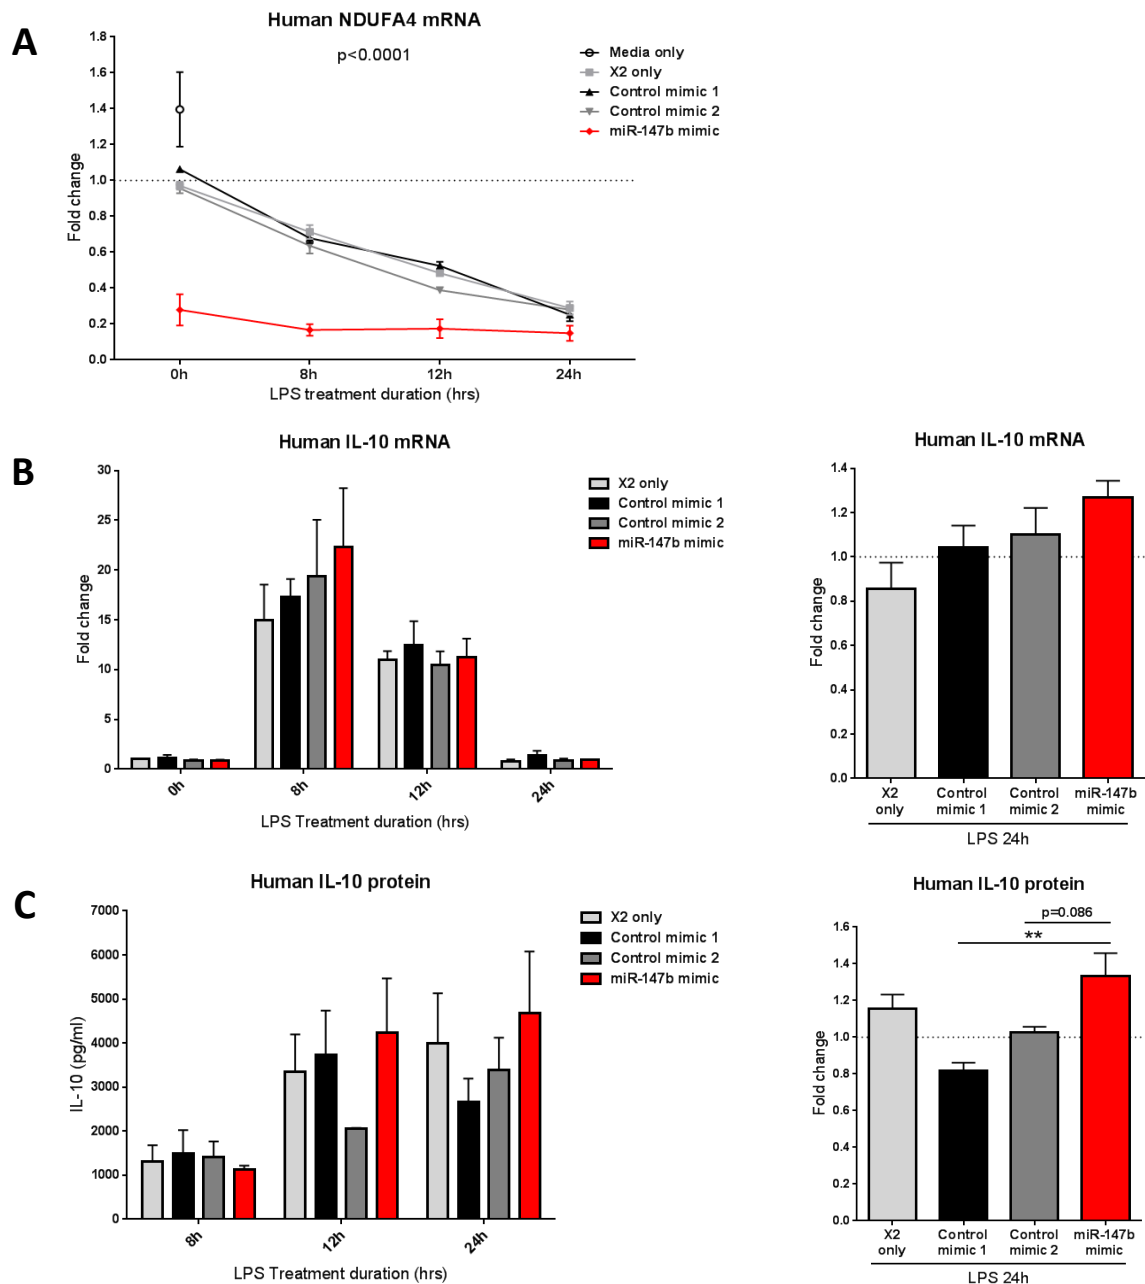 A
Human NDUFA4 mRNA
p<0.0001
Media only
X2 only
Control mimic 1
Control mimic 2
miR-147b mimic
Fold change
1.8
1.6
1.4
1.2
1.0
0.8
0.6
0.4
0.2
0.0
0h 8h 12h 24h
LPS treatment duration (hrs)
B
Human IL-10 mRNA
X2 only
Control mimic 1
Control mimic 2
miR-147b mimic
Fold change
30
25
20
15
10
5
0
0h 8h 12h 24h
LPS Treatment duration (hrs)
Human IL-10 mRNA
Fold change
1.4
1.2
1.0
0.8
0.6
0.4
0.2
0.0
X2 Control Control miR-147b
only mimic 1 mimic 2 mimic
LPS 24h
C
Human IL-10 protein
X2 only
Control mimic 1
Control mimic 2
miR-147b mimic
IL-10 (pg/ml)
7000
6000
5000
4000
3000
2000
1000
0
8h 12h 24h
LPS Treatment duration (hrs)
Human IL-10 protein
p=0.086
**
Fold change
1.6
1.4
1.2
1.0
0.8
0.6
0.4
0.2
0.0
X2 Control Control miR-147b
only mimic 1 mimic 2 mimic
LPS 24h